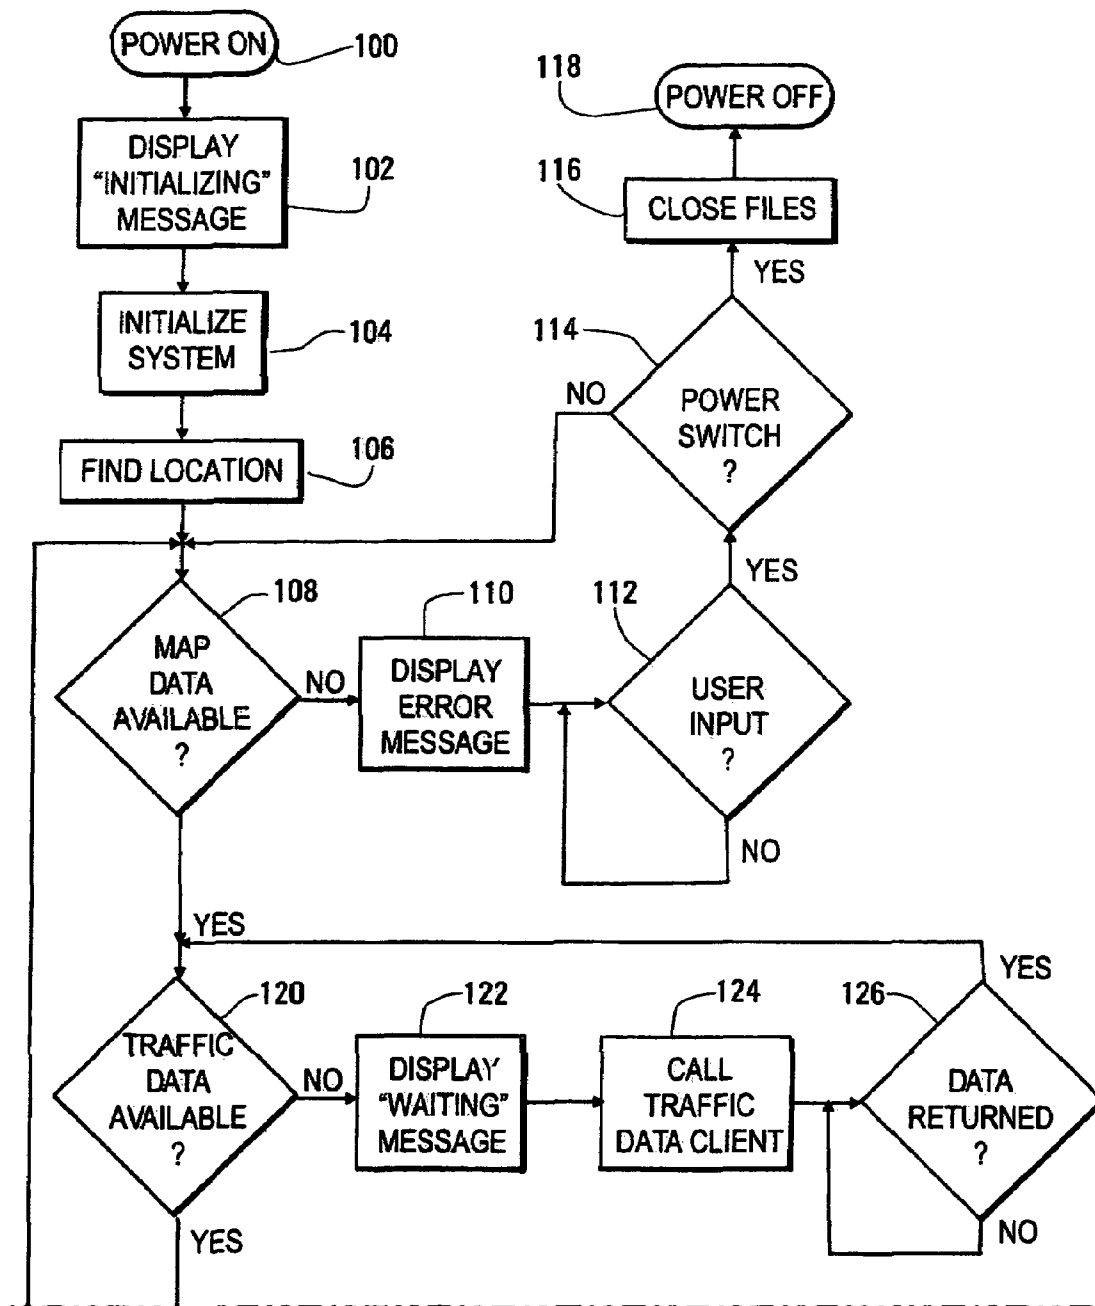 POWER ON
100
DISPLAY
"INITIALIZING"
MESSAGE
102
INITIALIZE
SYSTEM
104
FIND LOCATION
106
118
POWER OFF
116
CLOSE FILES
YES
114
NO
POWER
SWITCH
?
YES
108
MAP
DATA
AVAILABLE
?
NO
110
DISPLAY
ERROR
MESSAGE
112
USER
INPUT
?
NO
YES
120
TRAFFIC
DATA
AVAILABLE
?
NO
122
DISPLAY
"WAITING"
MESSAGE
124
CALL
TRAFFIC
DATA CLIENT
126
YES
DATA
RETURNED
?
NO
YES